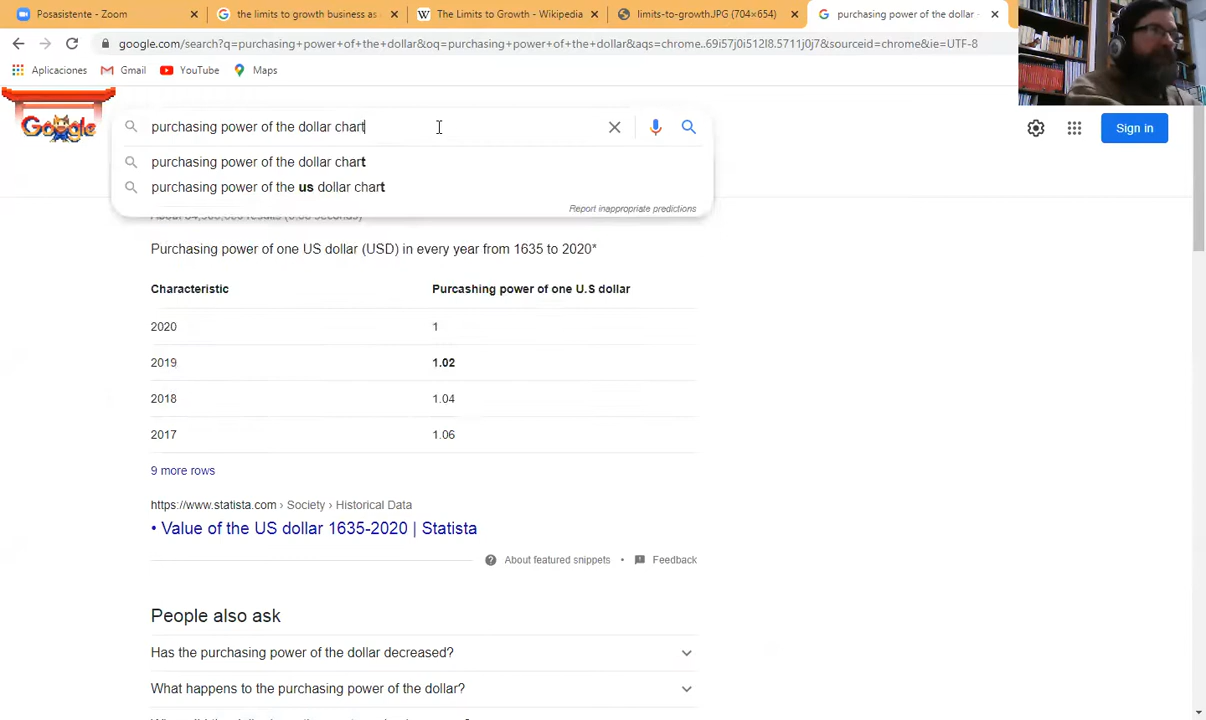 Posasistente - Zoom
the limits to growth business as
The Limits to Growth - Wikipedia
limits-to-growthJPG (704×654)
purchasing power of the dollar
google.com/search?q=purchasing+power+of+the+dollar&oq=purchasing+power+of+the+dollar&aqs=chrome..69i57j0i512l8.5711j0j7&sourceid=chrome&ie=UTF-8
Aplicaciones
Gmail
YouTube
Maps
Google
purchasing power of the dollar chart
Sign in
purchasing power of the dollar chart
purchasing power of the us dollar chart
Report inappropriate predictions
Purchasing power of one US dollar (USD) in every year from 1635 to 2020*
Characteristic Purcashing power of one U.S dollar
2020 1
2019 1.02
2018 1.04
2017 1.06
9 more rows
https://www.statista.com › Society › Historical Data
• Value of the US dollar 1635-2020 | Statista
About featured snippets • Feedback
People also ask
Has the purchasing power of the dollar decreased?
What happens to the purchasing power of the dollar?